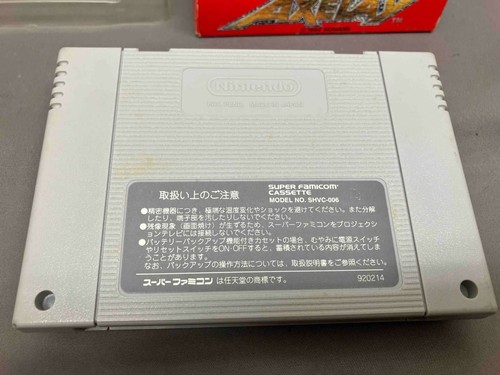 Nintendo
取扱い上のご注意
SUPER FAMICOM
CASSETTE
MODEL NO. SHVC-006
●精密機器につき、極端な温度変化やショックを避けてください。また分解
したり、端子部を汚したりしないでください。
●残像現象(画面焼け)が生ずるため、スーパーファミコンをプロジェクシ
ョンテレビには接続しないでください。
●バッテリーバックアップ機能付きカセットの場合、むやみに電源スイッチ
やリセットスイッチをON OFFすると、蓄積されている内容が消えてしま
うことがあります。
なお、バックアップの操作方法については、取扱説明書をご参照ください。
スーパーファミコン は任天堂の商標です。
920214